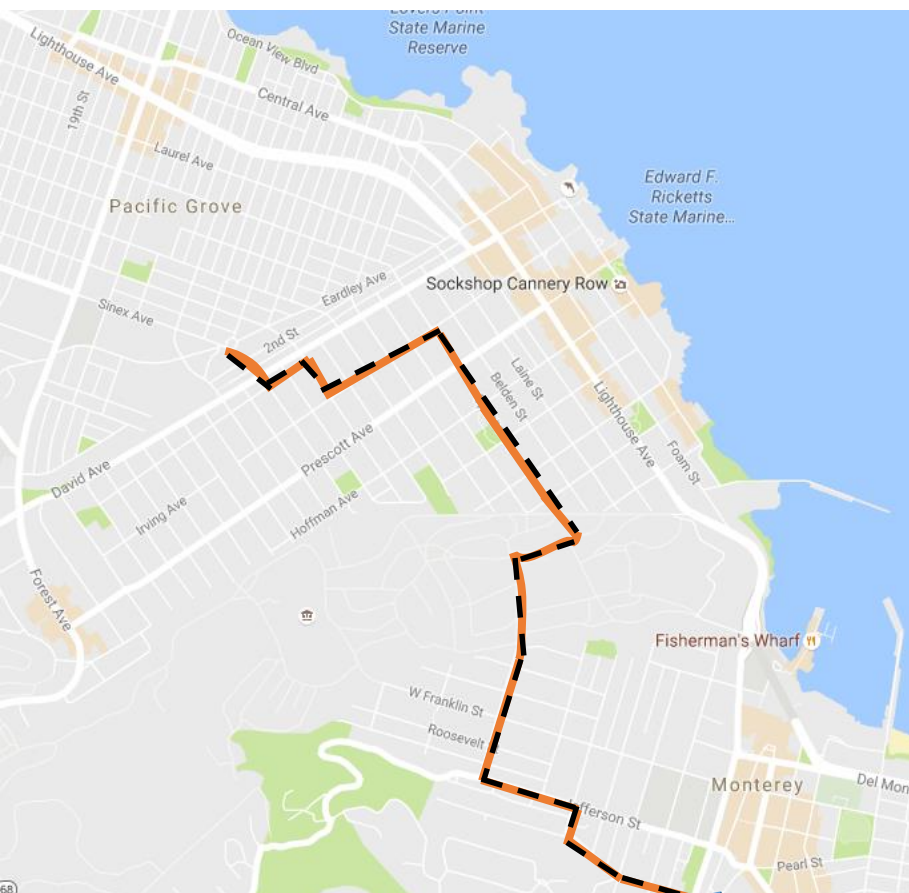 Lovers Point
State Marine
Reserve
Ocean View Blvd
Lighthouse Ave
Central Ave
19th St
Laurel Ave
Edward F.
Ricketts
State Marine...
Pacific Grove
Eardley Ave
Sockshop Cannery Row
Sinex Ave
2nd St
Laine St
Belden St
Lighthouse Ave
Prescott Ave
Foam St
David Ave
Irving Ave
Hoffman Ave
Forest Ave
Fisherman's Wharf
W Franklin St
Roosevelt
Monterey
Del Mon
Jefferson St
Pearl St
68